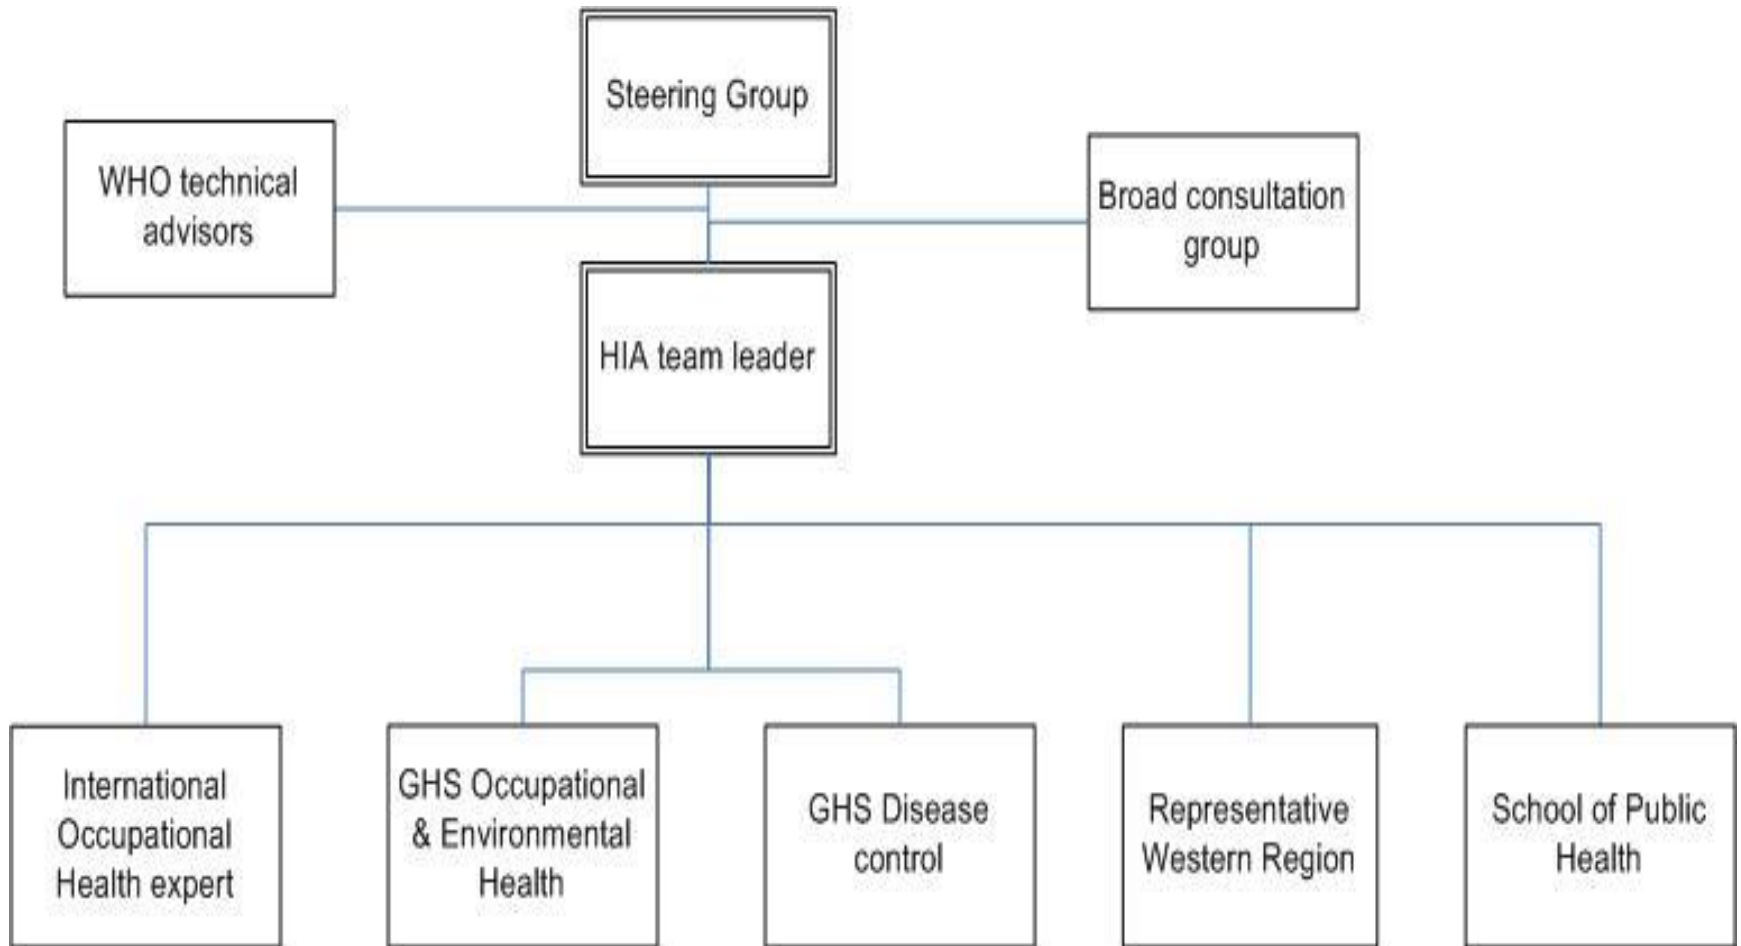 Steering Group
WHO technical
advisors
Broad consultation
group
HIA team leader
International
Occupational
Health expert
GHS Occupational
& Environmental
Health
GHS Disease
control
Representative
Western Region
School of Public
Health